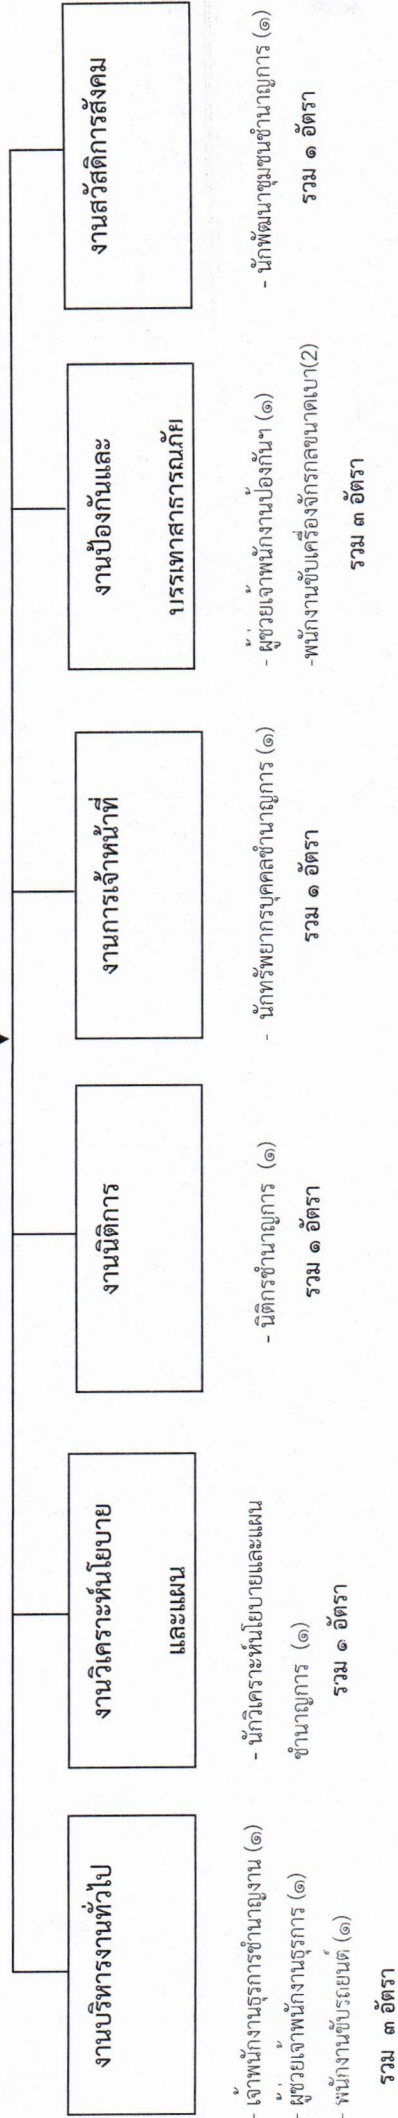 งานบริหารงานทั่วไป
- เจ้าพนักงานธุรการชำนาญงาน (๑)
- ผู้ช่วยเจ้าพนักงานธุรการ (๑)
- พนักงานขับรถยนต์ (๑)
รวม ๓ อัตรา
งานวิเคราะห์นโยบาย
และแผน
- นักวิเคราะห์นโยบายและแผน
ชำนาญการ (๑)
รวม ๑ อัตรา
งานนิติการ
- นิติกรชำนาญการ (๑)
รวม ๑ อัตรา
งานการเจ้าหน้าที่
- นักทรัพยากรบุคคลชำนาญการ (๑)
รวม ๑ อัตรา
งานป้องกันและ
บรรเทาสาธารณภัย
- ผู้ช่วยเจ้าพนักงานป้องกันฯ (๑)
-พนักงานขับเครื่องจักรกลขนาดเบา(2)
รวม ๓ อัตรา
งานสวัสดิการสังคม
- นักพัฒนาชุมชนชำนาญการ (๑)
รวม ๑ อัตรา